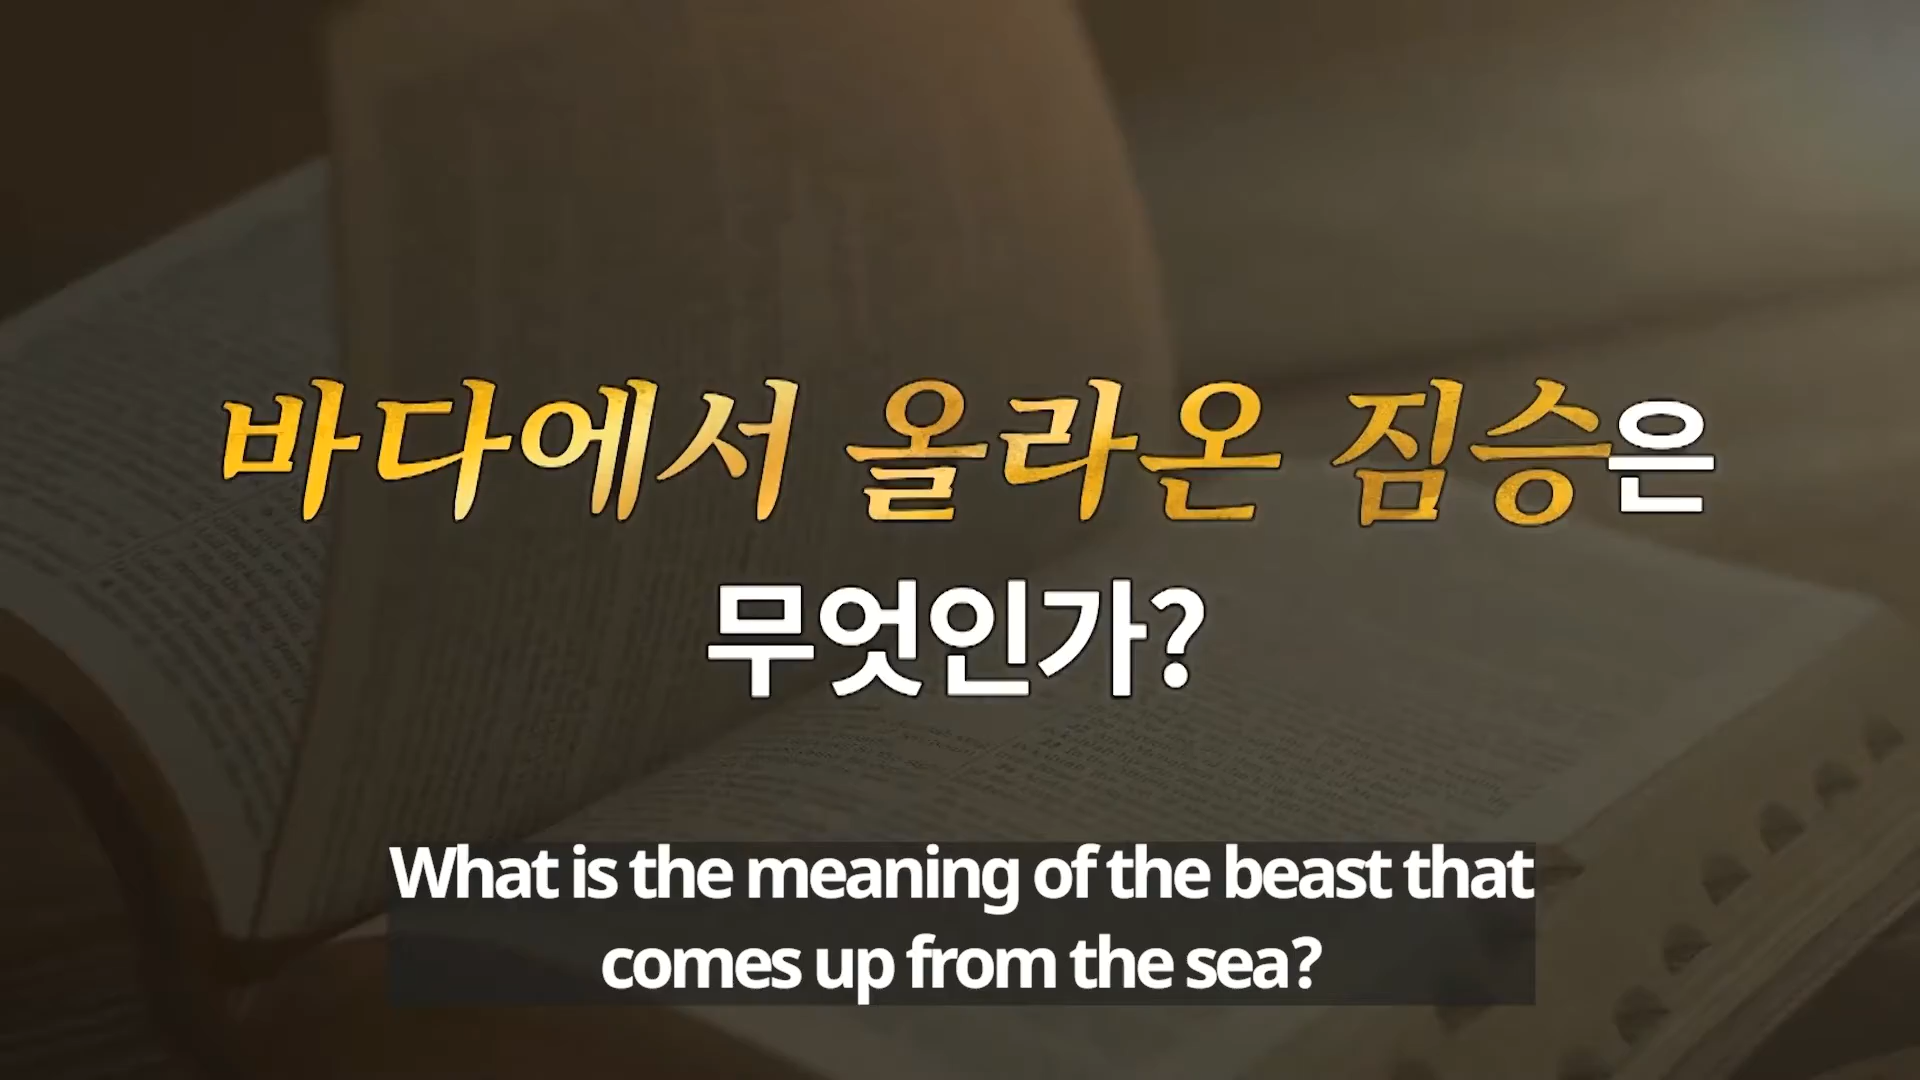 바다에서 올라온 짐승은
무엇인가?
What is the meaning of the beast that
comes up from the sea?